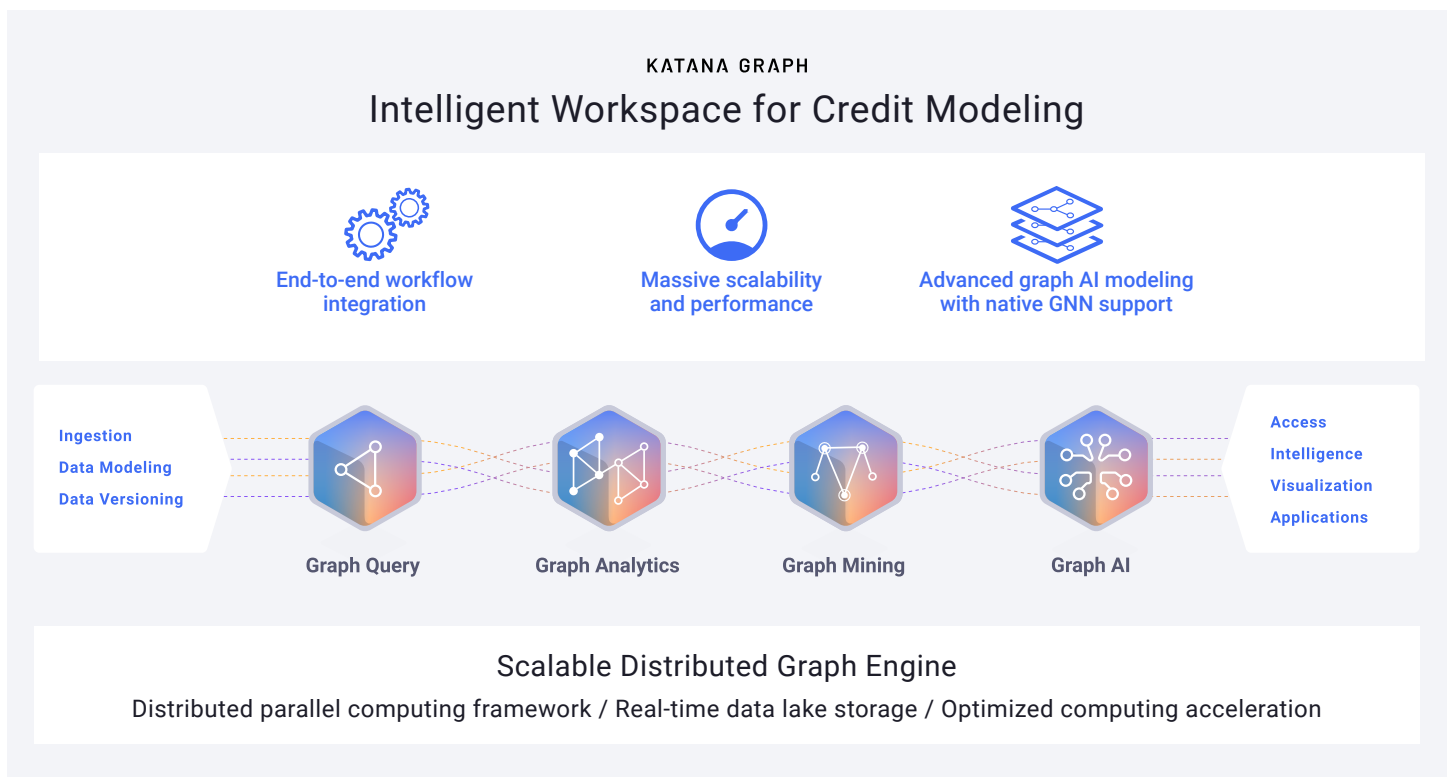 KATANA GRAPH
Intelligent Workspace for Credit Modeling
End-to-end workflow
integration
Massive scalability
and performance
Advanced graph AI modeling
with native GNN support
Ingestion
Data Modeling
Data Versioning
Graph Query
Graph Analytics
Graph Mining
Graph AI
Access
Intelligence
Visualization
Applications
Scalable Distributed Graph Engine
Distributed parallel computing framework / Real-time data lake storage / Optimized computing acceleration